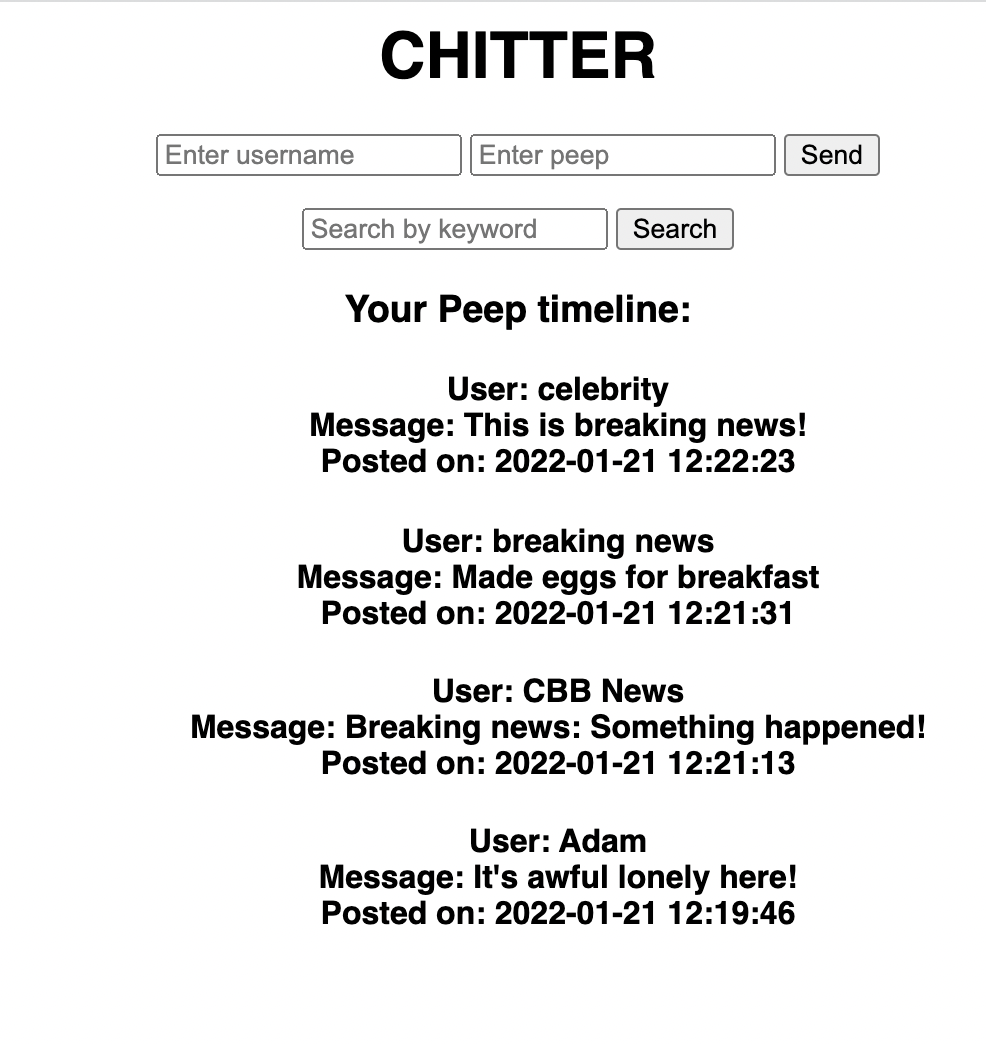 CHITTER
Enter username Enter peep Send
Search by keyword Search
Your Peep timeline:
User: celebrity
Message: This is breaking news!
Posted on: 2022-01-21 12:22:23
User: breaking news
Message: Made eggs for breakfast
Posted on: 2022-01-21 12:21:31
User: CBB News
Message: Breaking news: Something happened!
Posted on: 2022-01-21 12:21:13
User: Adam
Message: It's awful lonely here!
Posted on: 2022-01-21 12:19:46